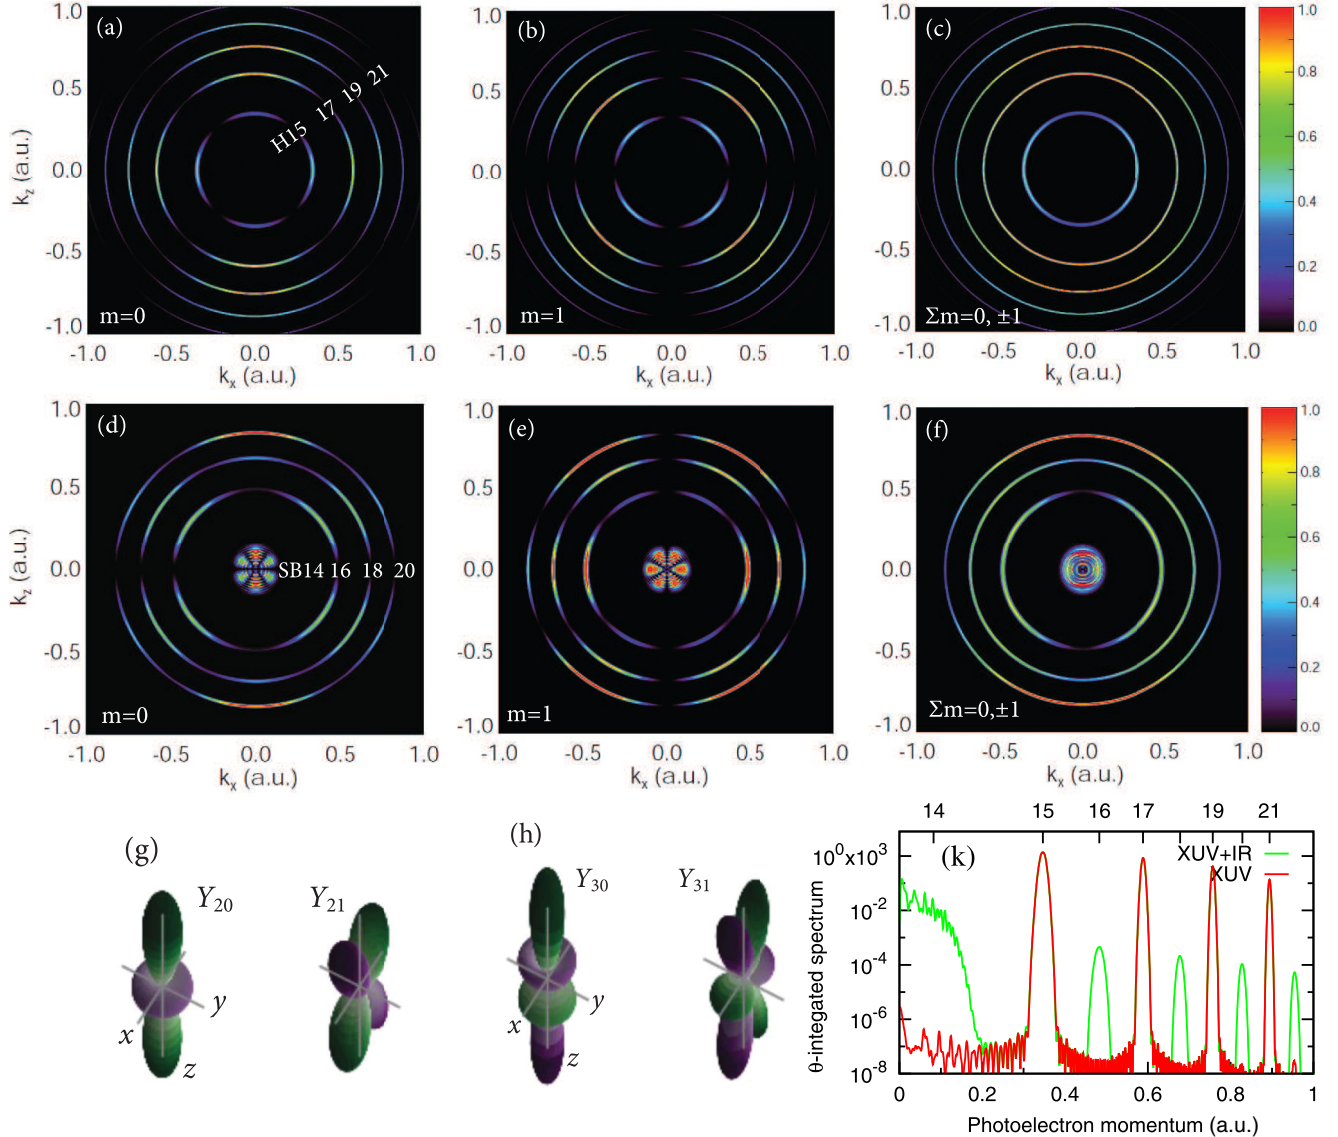 (a)
1.0
0.5
0.0
-0.5
-1.0
k_z (a.u.)
H15 17 19 21
m=0
-1.0 -0.5 0.0 0.5 1.0
k_x (a.u.)
(b)
1.0
0.5
0.0
-0.5
-1.0
m=1
-1.0 -0.5 0.0 0.5 1.0
k_x (a.u.)
(c)
1.0
0.5
0.0
-0.5
-1.0
Σm=0, ±1
-1.0 -0.5 0.0 0.5 1.0
k_x (a.u.)
1.0
0.8
0.6
0.4
0.2
0.0
(d)
1.0
0.5
0.0
-0.5
-1.0
k_z (a.u.)
SB14 16 18 20
m=0
-1.0 -0.5 0.0 0.5 1.0
k_x (a.u.)
(e)
1.0
0.5
0.0
-0.5
-1.0
m=1
-1.0 -0.5 0.0 0.5 1.0
k_x (a.u.)
(f)
1.0
0.5
0.0
-0.5
-1.0
Σm=0,±1
-1.0 -0.5 0.0 0.5 1.0
k_x (a.u.)
1.0
0.8
0.6
0.4
0.2
0.0
(g)
Y_20
Y_21
x
y
z
(h)
Y_30
Y_31
x
y
z
14 15 16 17 19 21
(k)
XUV+IR
XUV
10^0x10^3
10^-2
10^-4
10^-6
10^-8
θ-integated spectrum
0 0.2 0.4 0.6 0.8 1
Photoelectron momentum (a.u.)